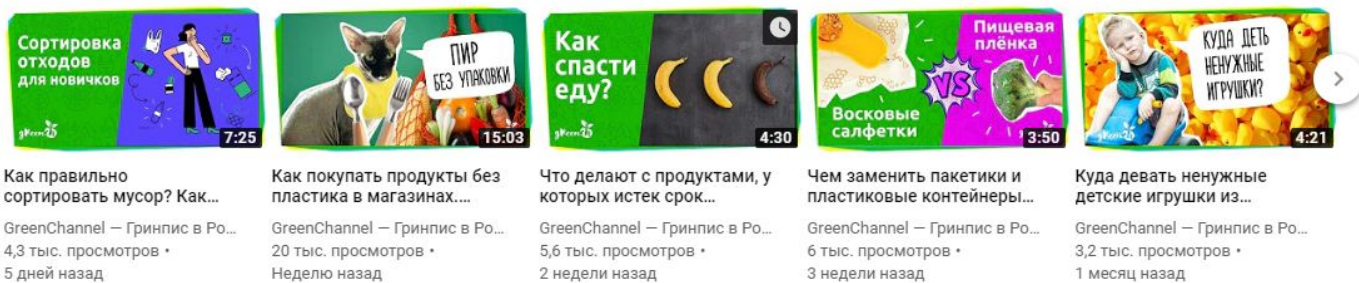 Сортировка
отходов
для новичков
green25
7:25
ПИР
БЕЗ УПАКОВКИ
15:03
Как
спасти
еду?
green25
4:30
Пищевая
плёнка
VS
Восковые
салфетки
green25
3:50
КУДА ДЕТЬ
НЕНУЖНЫЕ
ИГРУШКИ?
green25
4:21
Как правильно
сортировать мусор? Как...
GreenChannel — Гринпис в Ро...
4,3 тыс. просмотров •
5 дней назад
Как покупать продукты без
пластика в магазинах....
GreenChannel — Гринпис в Ро...
20 тыс. просмотров •
Неделю назад
Что делают с продуктами, у
которых истек срок...
GreenChannel — Гринпис в Ро...
5,6 тыс. просмотров •
2 недели назад
Чем заменить пакетики и
пластиковые контейнеры...
GreenChannel — Гринпис в Ро...
6 тыс. просмотров •
3 недели назад
Куда девать ненужные
детские игрушки из...
GreenChannel — Гринпис в Ро...
3,2 тыс. просмотров •
1 месяц назад